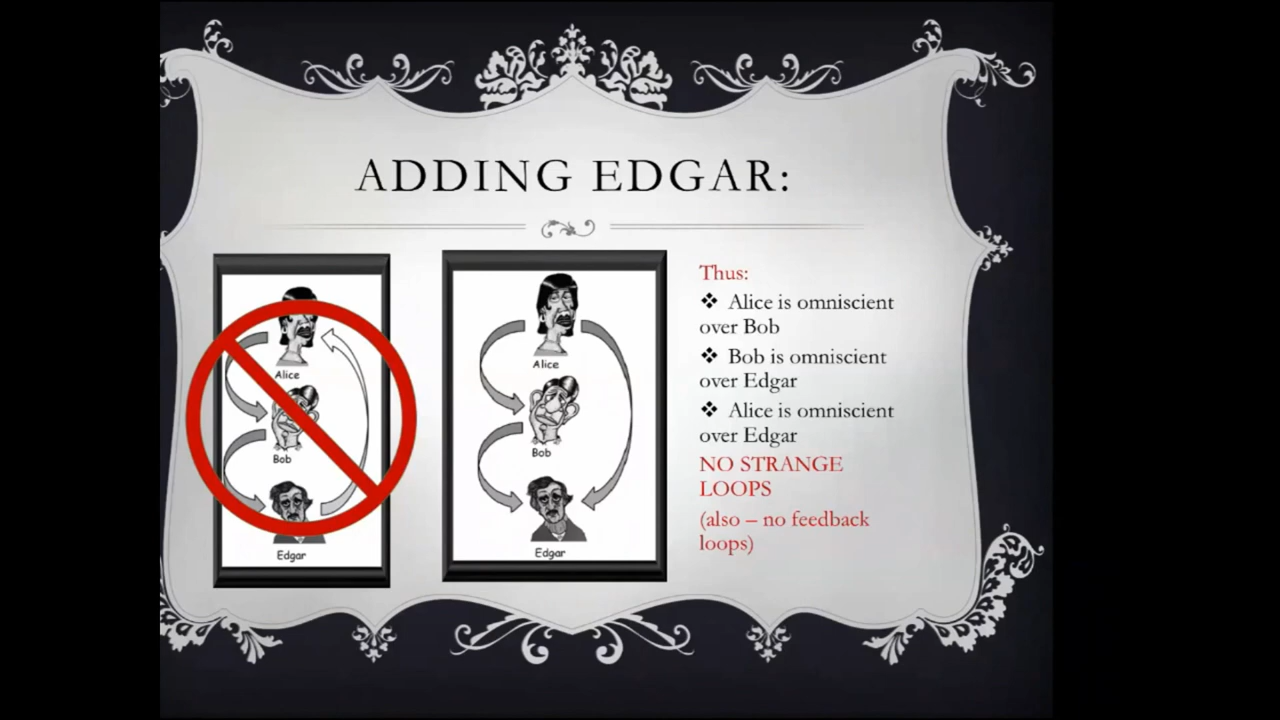 ADDING EDGAR:
Alice
Bob
Edgar
Alice
Bob
Edgar
Thus:
❖ Alice is omniscient
over Bob
❖ Bob is omniscient
over Edgar
❖ Alice is omniscient
over Edgar
NO STRANGE
LOOPS
(also – no feedback
loops)